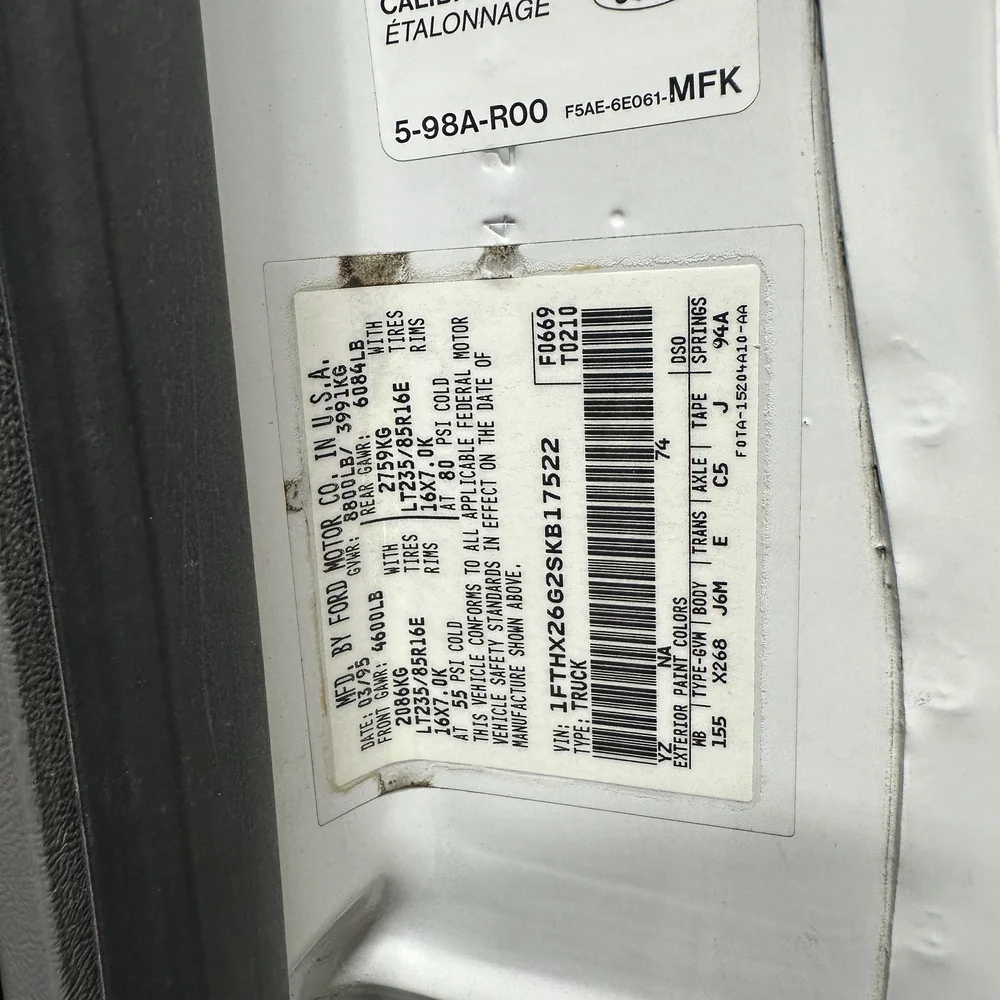 ÉTALONNAGE
5-98A-R00 F5AE-6E061-MFK
MFD. BY FORD MOTOR CO. IN U.S.A.
DATE: 03/95 GVWR: 8800LB/ 3991KG
FRONT GAWR: 4600LB REAR GAWR: 6084LB
2086KG WITH 2759KG WITH
LT235/85R16E TIRES LT235/85R16E TIRES
16X7.0K RIMS 16X7.0K RIMS
AT 55 PSI COLD AT 80 PSI COLD
THIS VEHICLE CONFORMS TO ALL APPLICABLE FEDERAL MOTOR
VEHICLE SAFETY STANDARDS IN EFFECT ON THE DATE OF
MANUFACTURE SHOWN ABOVE.
F0669
T0210
VIN: 1FTHX26G2SKB17522
TYPE: TRUCK
YZ NA 74
EXTERIOR PAINT COLORS DSO
WB TYPE-GVW BODY TRANS AXLE TAPE SPRINGS
155 X268 J6M E C5 J 94A
F0TA-15204A10-AA